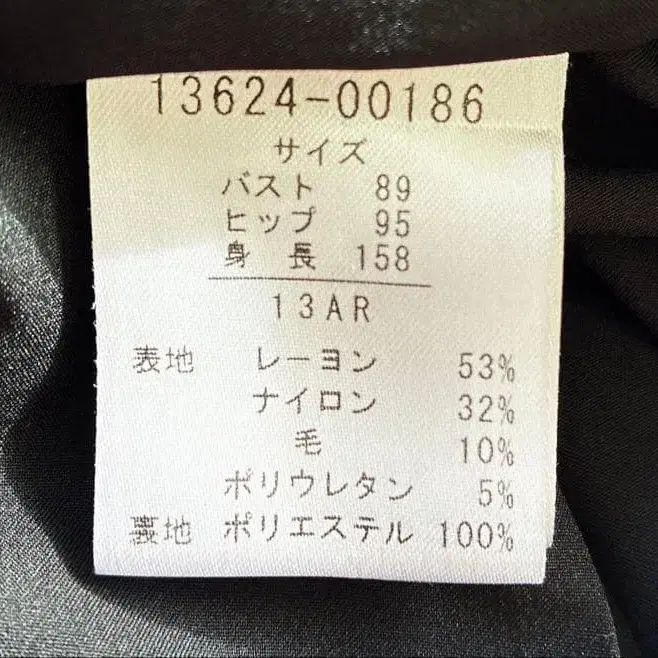 13624-00186
サイズ
バスト 89
ヒップ 95
身長 158
13AR
表地 レーヨン 53%
ナイロン 32%
毛 10%
ポリウレタン 5%
裏地 ポリエステル 100%